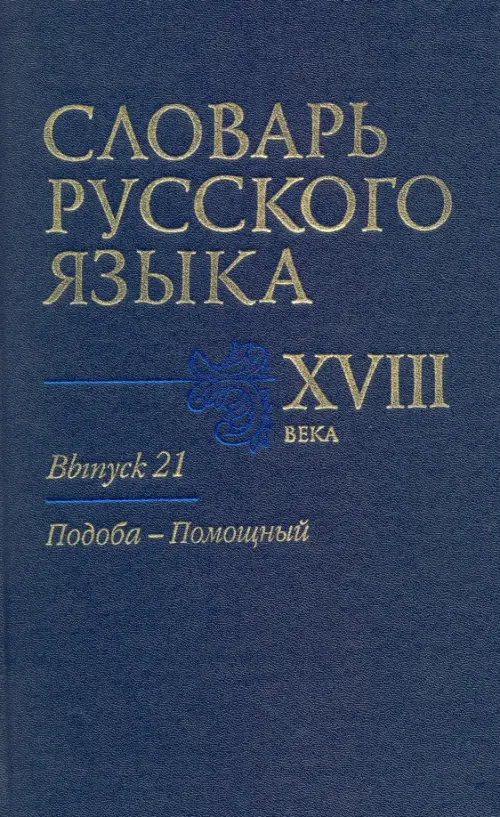 СЛОВАРЬ
РУССКОГО
ЯЗЫКА
XVIII
ВЕКА
Выпуск 21
Подоба – Помощный